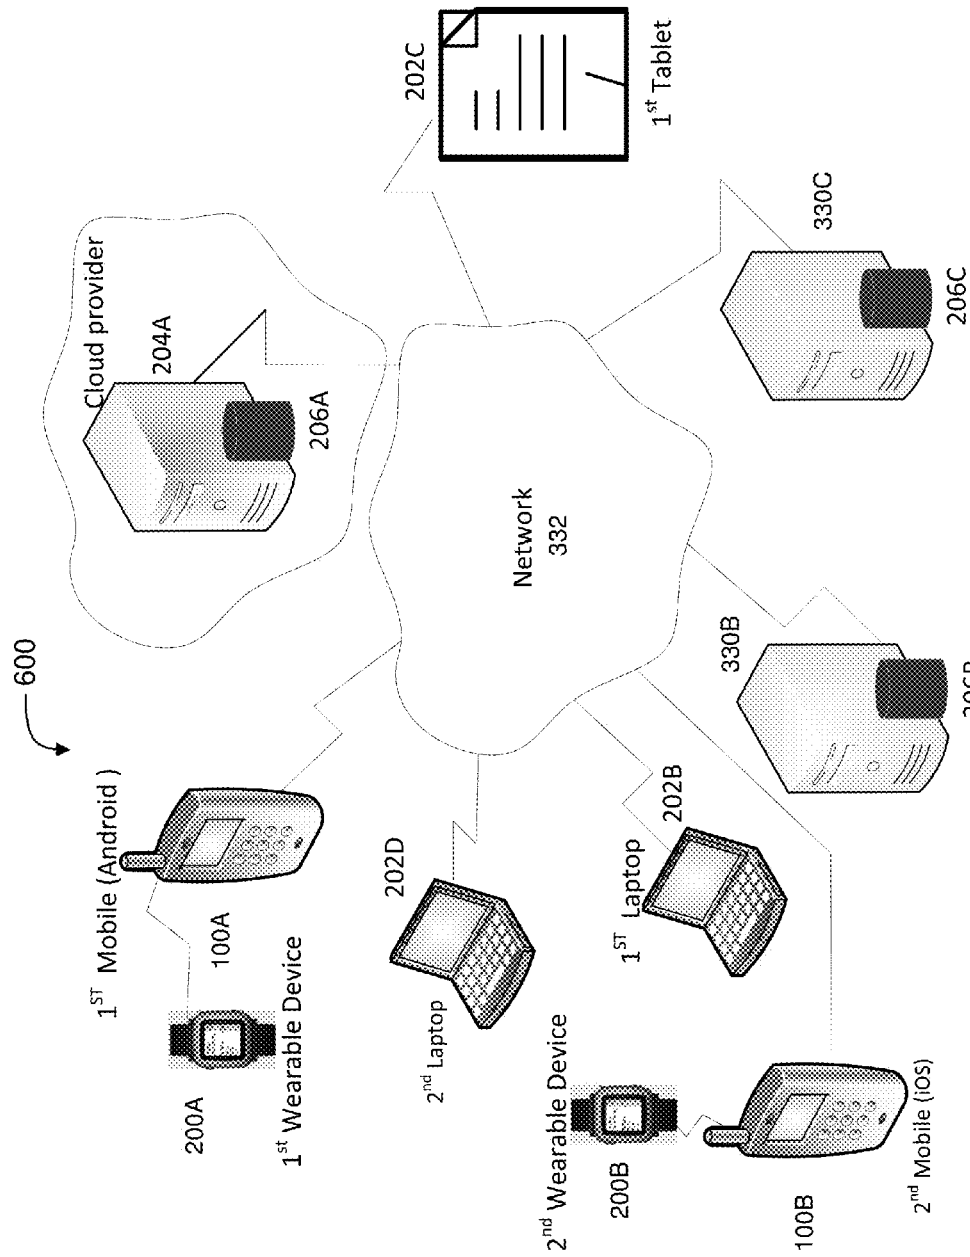 600
1ST Mobile (Android )
Cloud provider
204A
200A
100A
1st Wearable Device
206A
202D
202C
2nd Laptop
Network
332
2nd Wearable Device
200B
1ST Laptop
1st Tablet
202B
330B
100B
330C
2nd Mobile (iOS)
206C